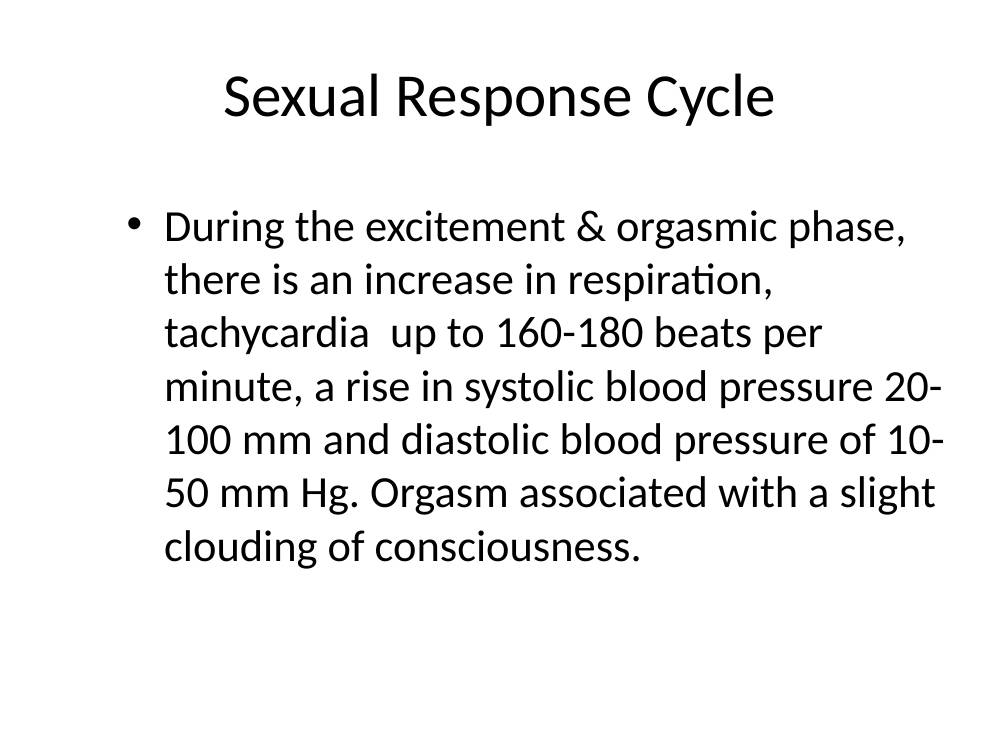 Sexual Response Cycle
• During the excitement & orgasmic phase,
there is an increase in respiration,
tachycardia  up to 160-180 beats per
minute, a rise in systolic blood pressure 20-
100 mm and diastolic blood pressure of 10-
50 mm Hg. Orgasm associated with a slight
clouding of consciousness.